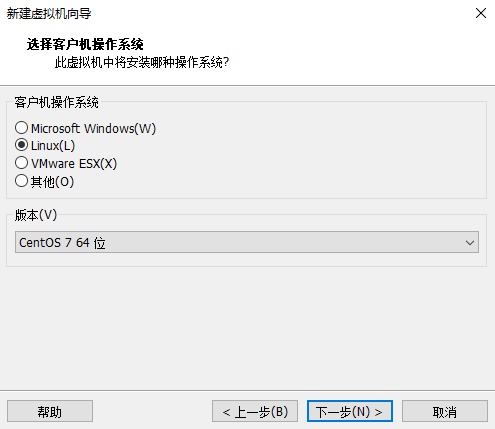 新建虚拟机向导
选择客户机操作系统
此虚拟机中将安装哪种操作系统?
客户机操作系统
Microsoft Windows(W)
Linux(L)
VMware ESX(X)
其他(O)
版本(V)
CentOS 7 64 位
帮助
< 上一步(B)
下一步(N) >
取消